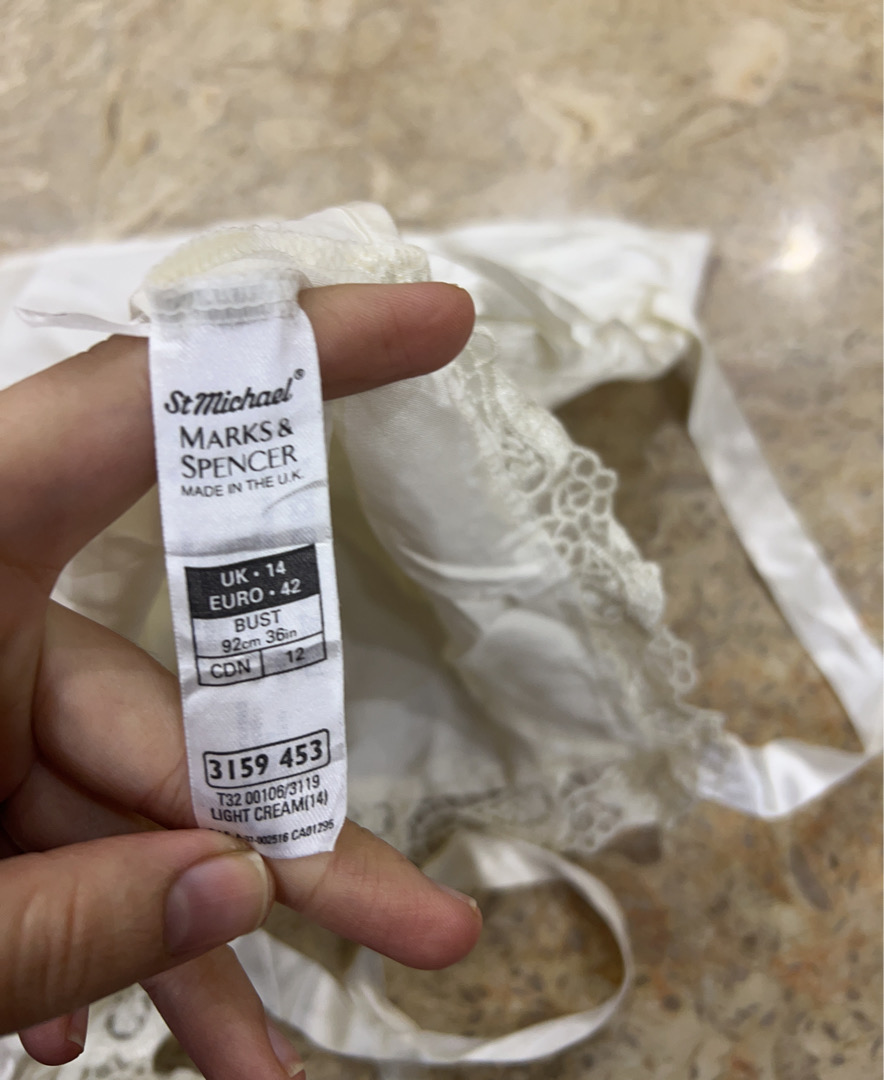 St Michael®
MARKS &
SPENCER
MADE IN THE U.K.
UK • 14
EURO • 42
BUST
92cm 36in
CDN 12
3159 453
T32 00106/3119
LIGHT CREAM(14)
CA01295